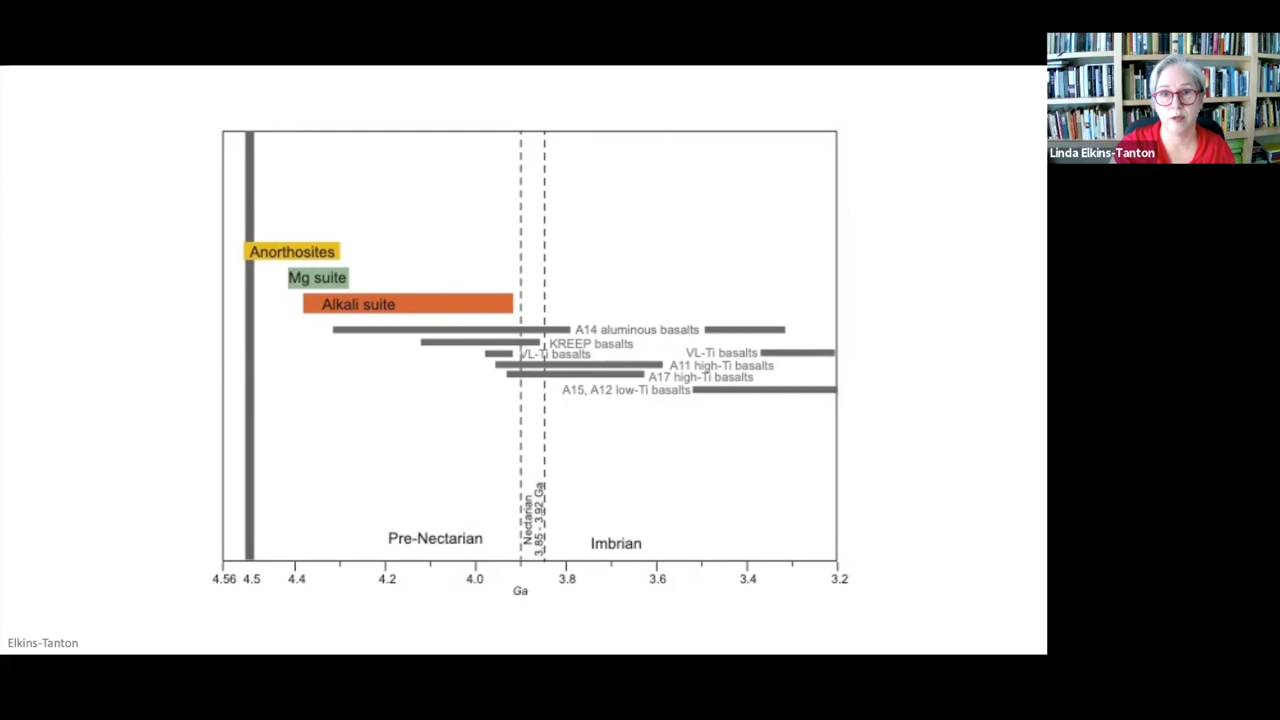 Linda Elkins-Tanton
Anorthosites
Mg suite
Alkali suite
A14 aluminous basalts
KREEP basalts
VL-Ti basalts
VL-Ti basalts
A11 high-Ti basalts
A17 high-Ti basalts
A15, A12 low-Ti basalts
Pre-Nectarian
Nectarian
3.85 - 3.92 Ga
Imbrian
4.56 4.5 4.4 4.2 4.0 3.8 3.6 3.4 3.2
Ga
Elkins-Tanton